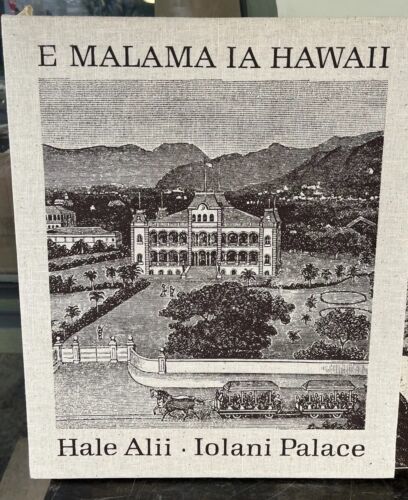 E MALAMA IA HAWAII
Hale Alii · Iolani Palace